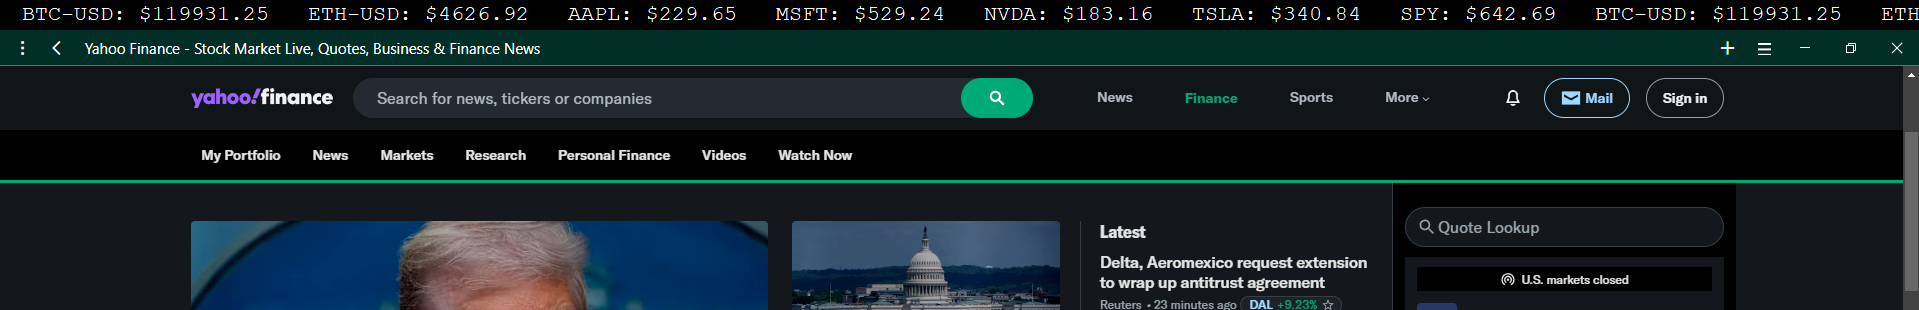 BTC-USD: $119931.25 ETH-USD: $4626.92 AAPL: $229.65 MSFT: $529.24 NVDA: $183.16 TSLA: $340.84 SPY: $642.69 BTC-USD: $119931.25 ETH
Yahoo Finance - Stock Market Live, Quotes, Business & Finance News
yahoo!finance Search for news, tickers or companies News Finance Sports More Mail Sign in
My Portfolio News Markets Research Personal Finance Videos Watch Now
Latest
Delta, Aeromexico request extension
to wrap up antitrust agreement
Reuters • 23 minutes ago DAL +9.23%
Quote Lookup
U.S. markets closed